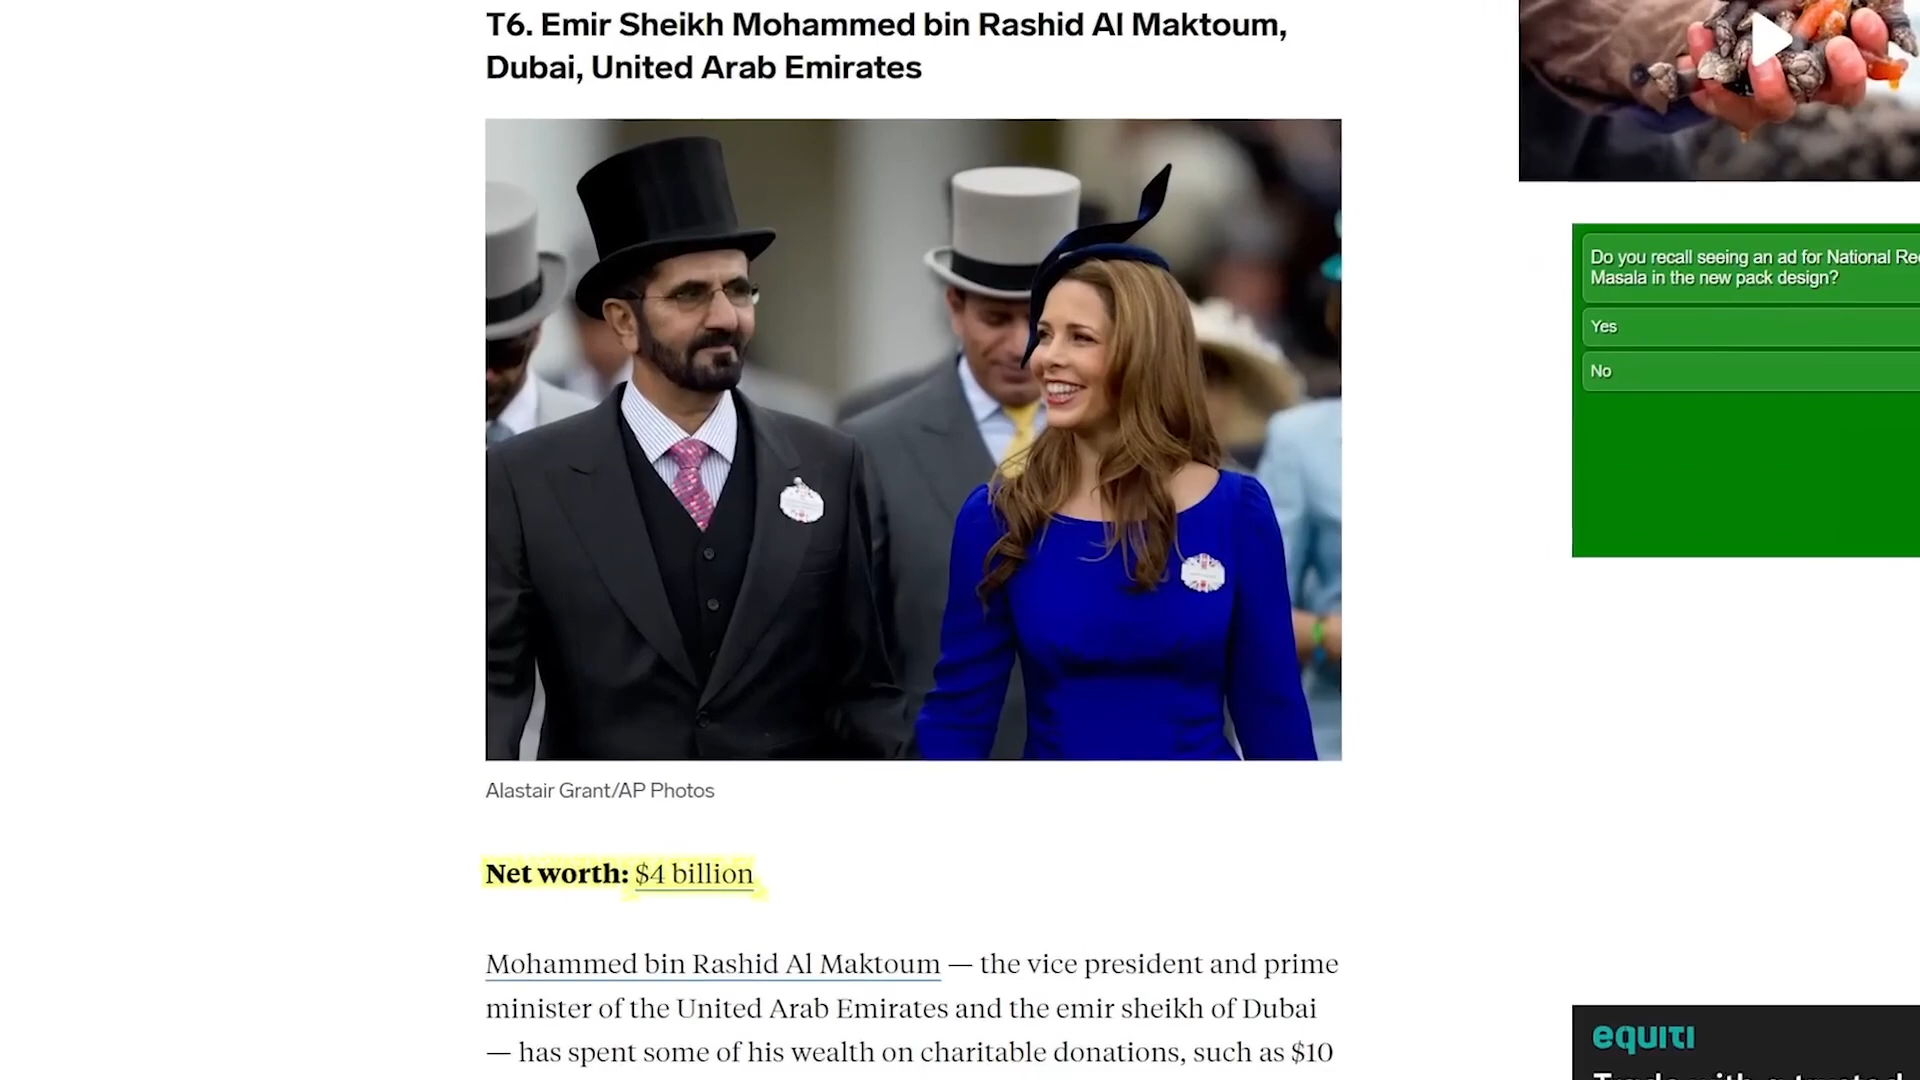 T6. Emir Sheikh Mohammed bin Rashid Al Maktoum,
Dubai, United Arab Emirates
Do you recall seeing an ad for National
Masala in the new pack design?
Yes
No
Alastair Grant/AP Photos
Net worth: $4 billion
Mohammed bin Rashid Al Maktoum — the vice president and prime
minister of the United Arab Emirates and the emir sheikh of Dubai
— has spent some of his wealth on charitable donations, such as $10
equiti